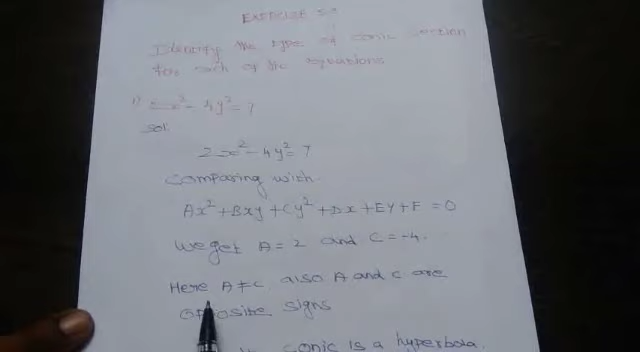 EXERCISE 5.3
Identify the type of conic section
for each of the equations
1) 2x² - 4y² = 7
Sol:
2x² - 4y² = 7
Comparing with
Ax² + Bxy + Cy² + Dx + Ey + F = 0
We get A = 2 and C = -4.
Here A ≠ C, also A and C are
opposite signs
conic is a hyperbola.